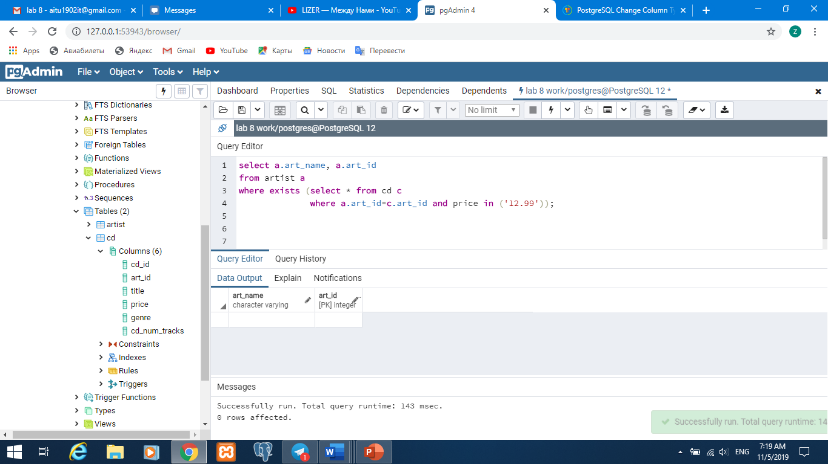 lab 8 - aitu1902it@gmail.com
Messages
LIZER — Между Нами - YouTu
pgAdmin 4
PostgreSQL Change Column T
127.0.0.1:53943/browser/
Z
Apps
Авиабилеты
Яндекс
Gmail
YouTube
Карты
Новости
Перевести
pgAdmin
File
Object
Tools
Help
Browser
Dashboard
Properties
SQL
Statistics
Dependencies
Dependents
lab 8 work/postgres@PostgreSQL 12 *
No limit
FTS Dictionaries
FTS Parsers
FTS Templates
Foreign Tables
Functions
Materialized Views
Procedures
1..3 Sequences
Tables (2)
artist
cd
Columns (6)
cd_id
art_id
title
price
genre
cd_num_tracks
Constraints
Indexes
Rules
Triggers
Trigger Functions
Types
Views
lab 8 work/postgres@PostgreSQL 12
Query Editor
1 select a.art_name, a.art_id
2 from artist a
3 where exists (select * from cd c
4 where a.art_id=c.art_id and price in ('12.99'));
5
6
7
Query Editor
Query History
Data Output
Explain
Notifications
art_name
character varying
art_id
[PK] integer
Messages
Successfully run. Total query runtime: 143 msec.
0 rows affected.
Successfully run. Total query runtime: 14
ENG
7:19 AM
11/5/2019